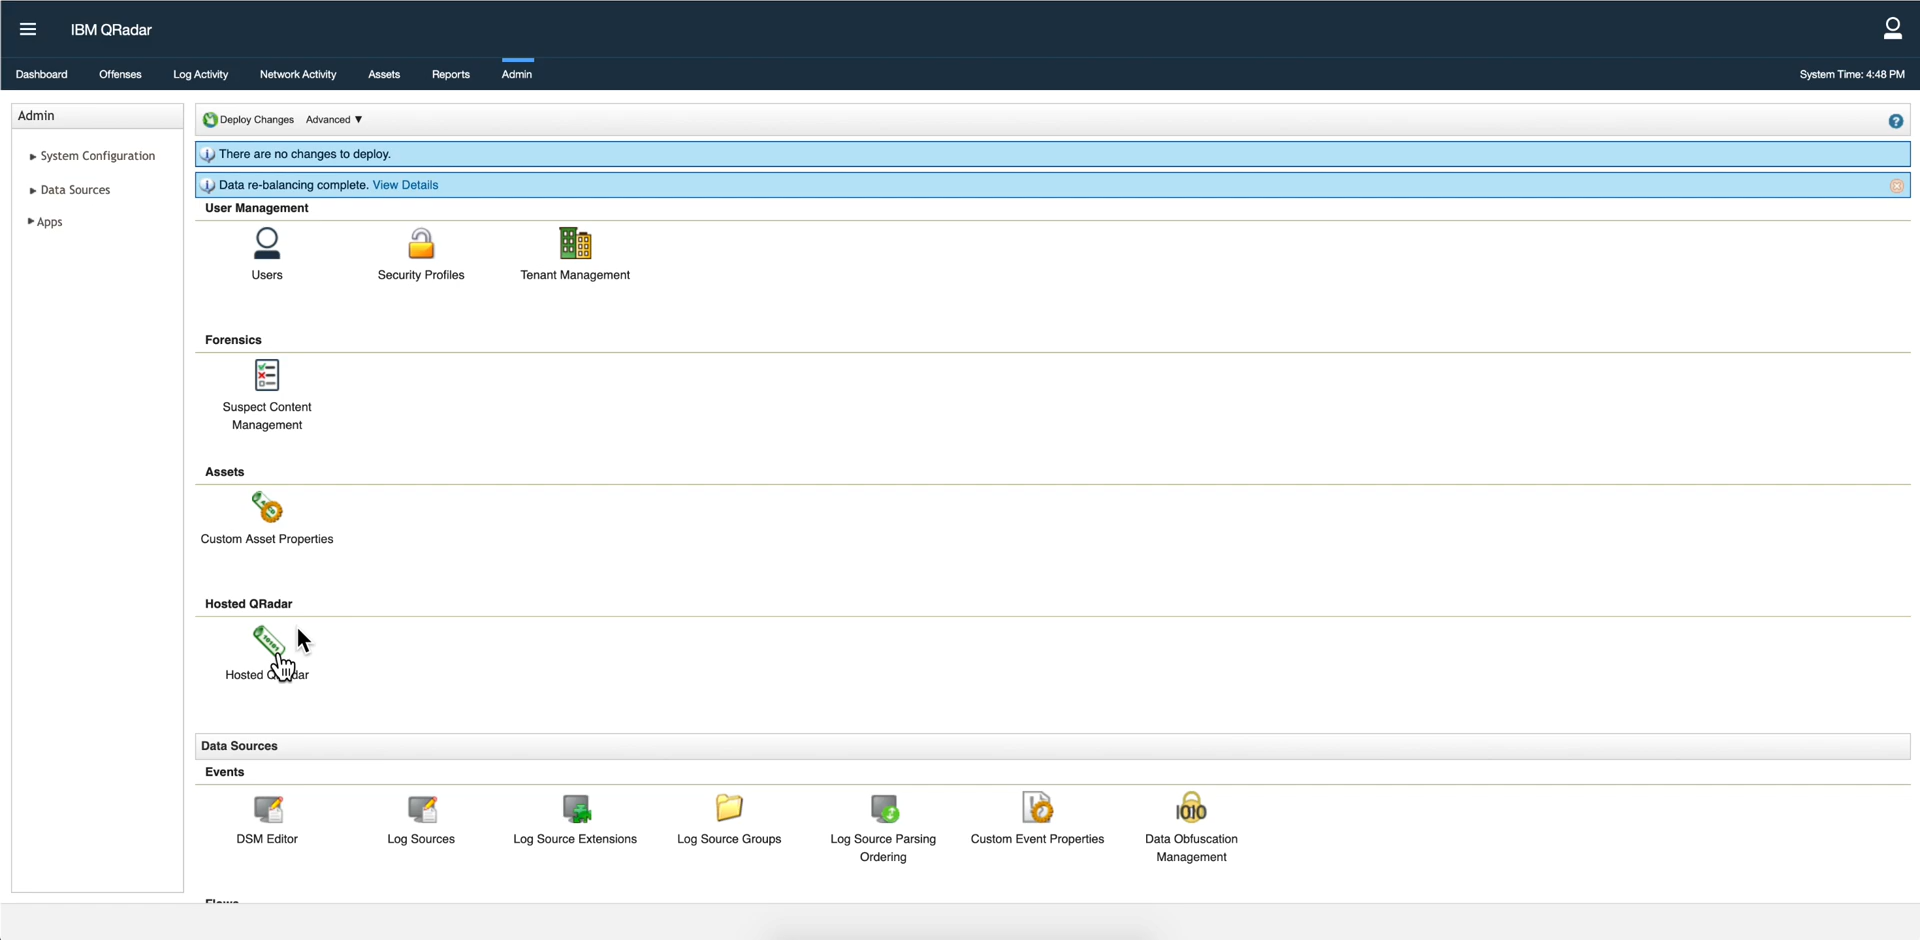 IBM QRadar
Dashboard Offenses Log Activity Network Activity Assets Reports Admin System Time: 4:48 PM
Admin
System Configuration
Data Sources
Apps
Deploy Changes Advanced ▼
There are no changes to deploy.
Data re-balancing complete. View Details
User Management
Users Security Profiles Tenant Management
Forensics
Suspect Content
Management
Assets
Custom Asset Properties
Hosted QRadar
Hosted
Data Sources
Events
DSM Editor Log Sources Log Source Extensions Log Source Groups Log Source Parsing Ordering Custom Event Properties Data Obfuscation Management